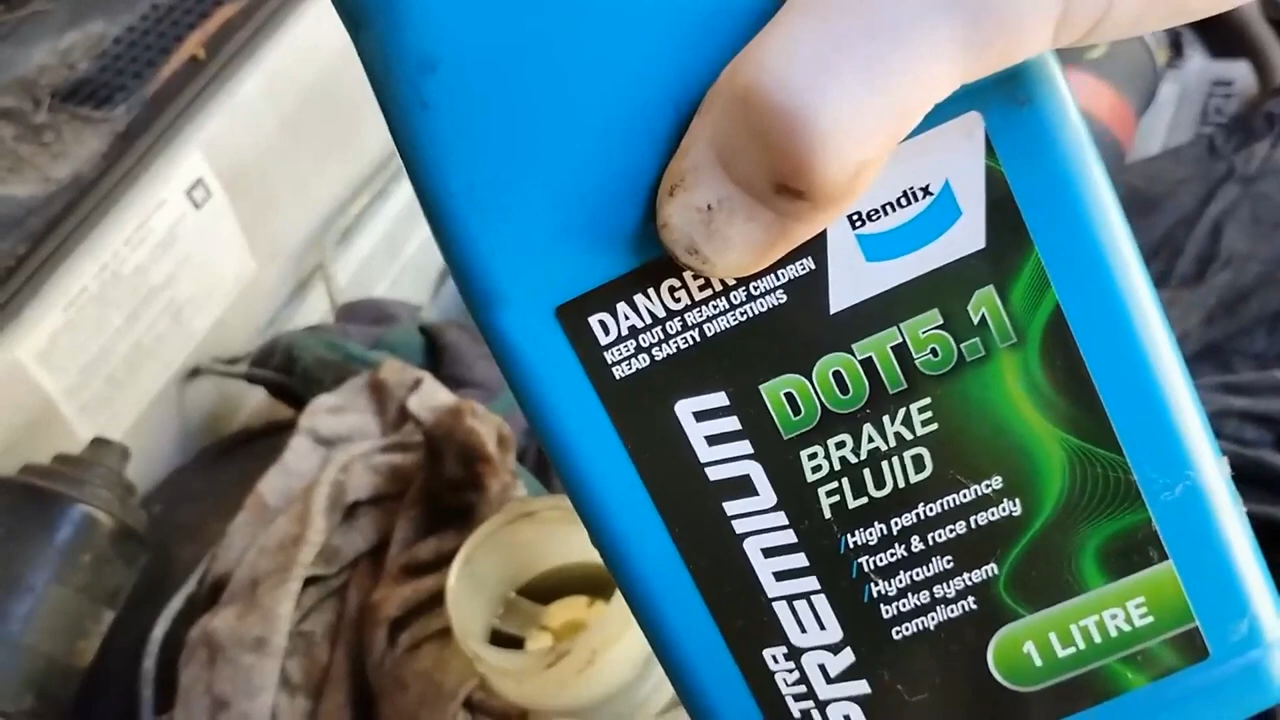 Bendix
DANGER
KEEP OUT OF REACH OF CHILDREN
READ SAFETY DIRECTIONS
DOT5.1
BRAKE
FLUID
/High performance
/Track & race ready
/Hydraulic
brake system
compliant
PREMIUM
1 LITRE